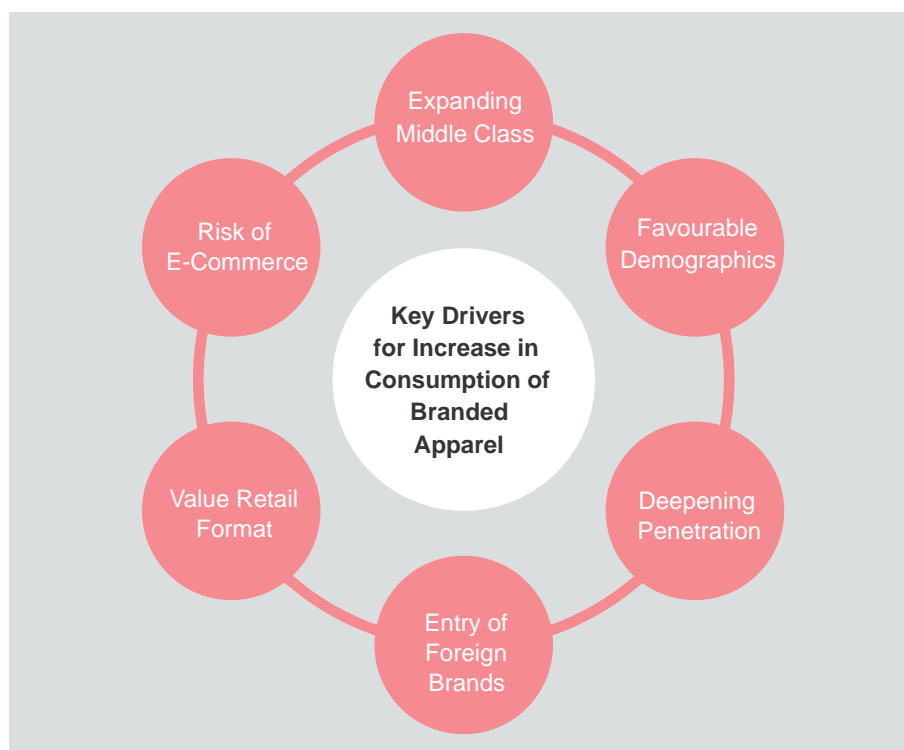 Expanding
Middle Class
Favourable
Demographics
Deepening
Penetration
Entry of
Foreign
Brands
Value Retail
Format
Risk of
E-Commerce
Key Drivers
for Increase in
Consumption of
Branded
Apparel